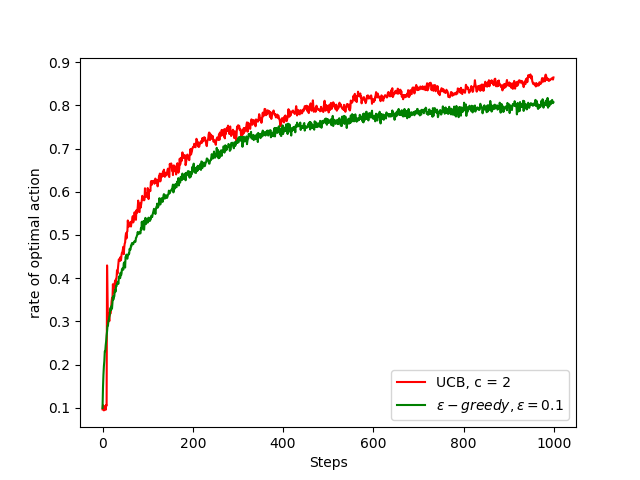 0.9
0.8
0.7
0.6
0.5
0.4
0.3
0.2
0.1
rate of optimal action
0 200 400 600 800 1000
Steps
UCB, c = 2
ε − greedy, ε = 0.1